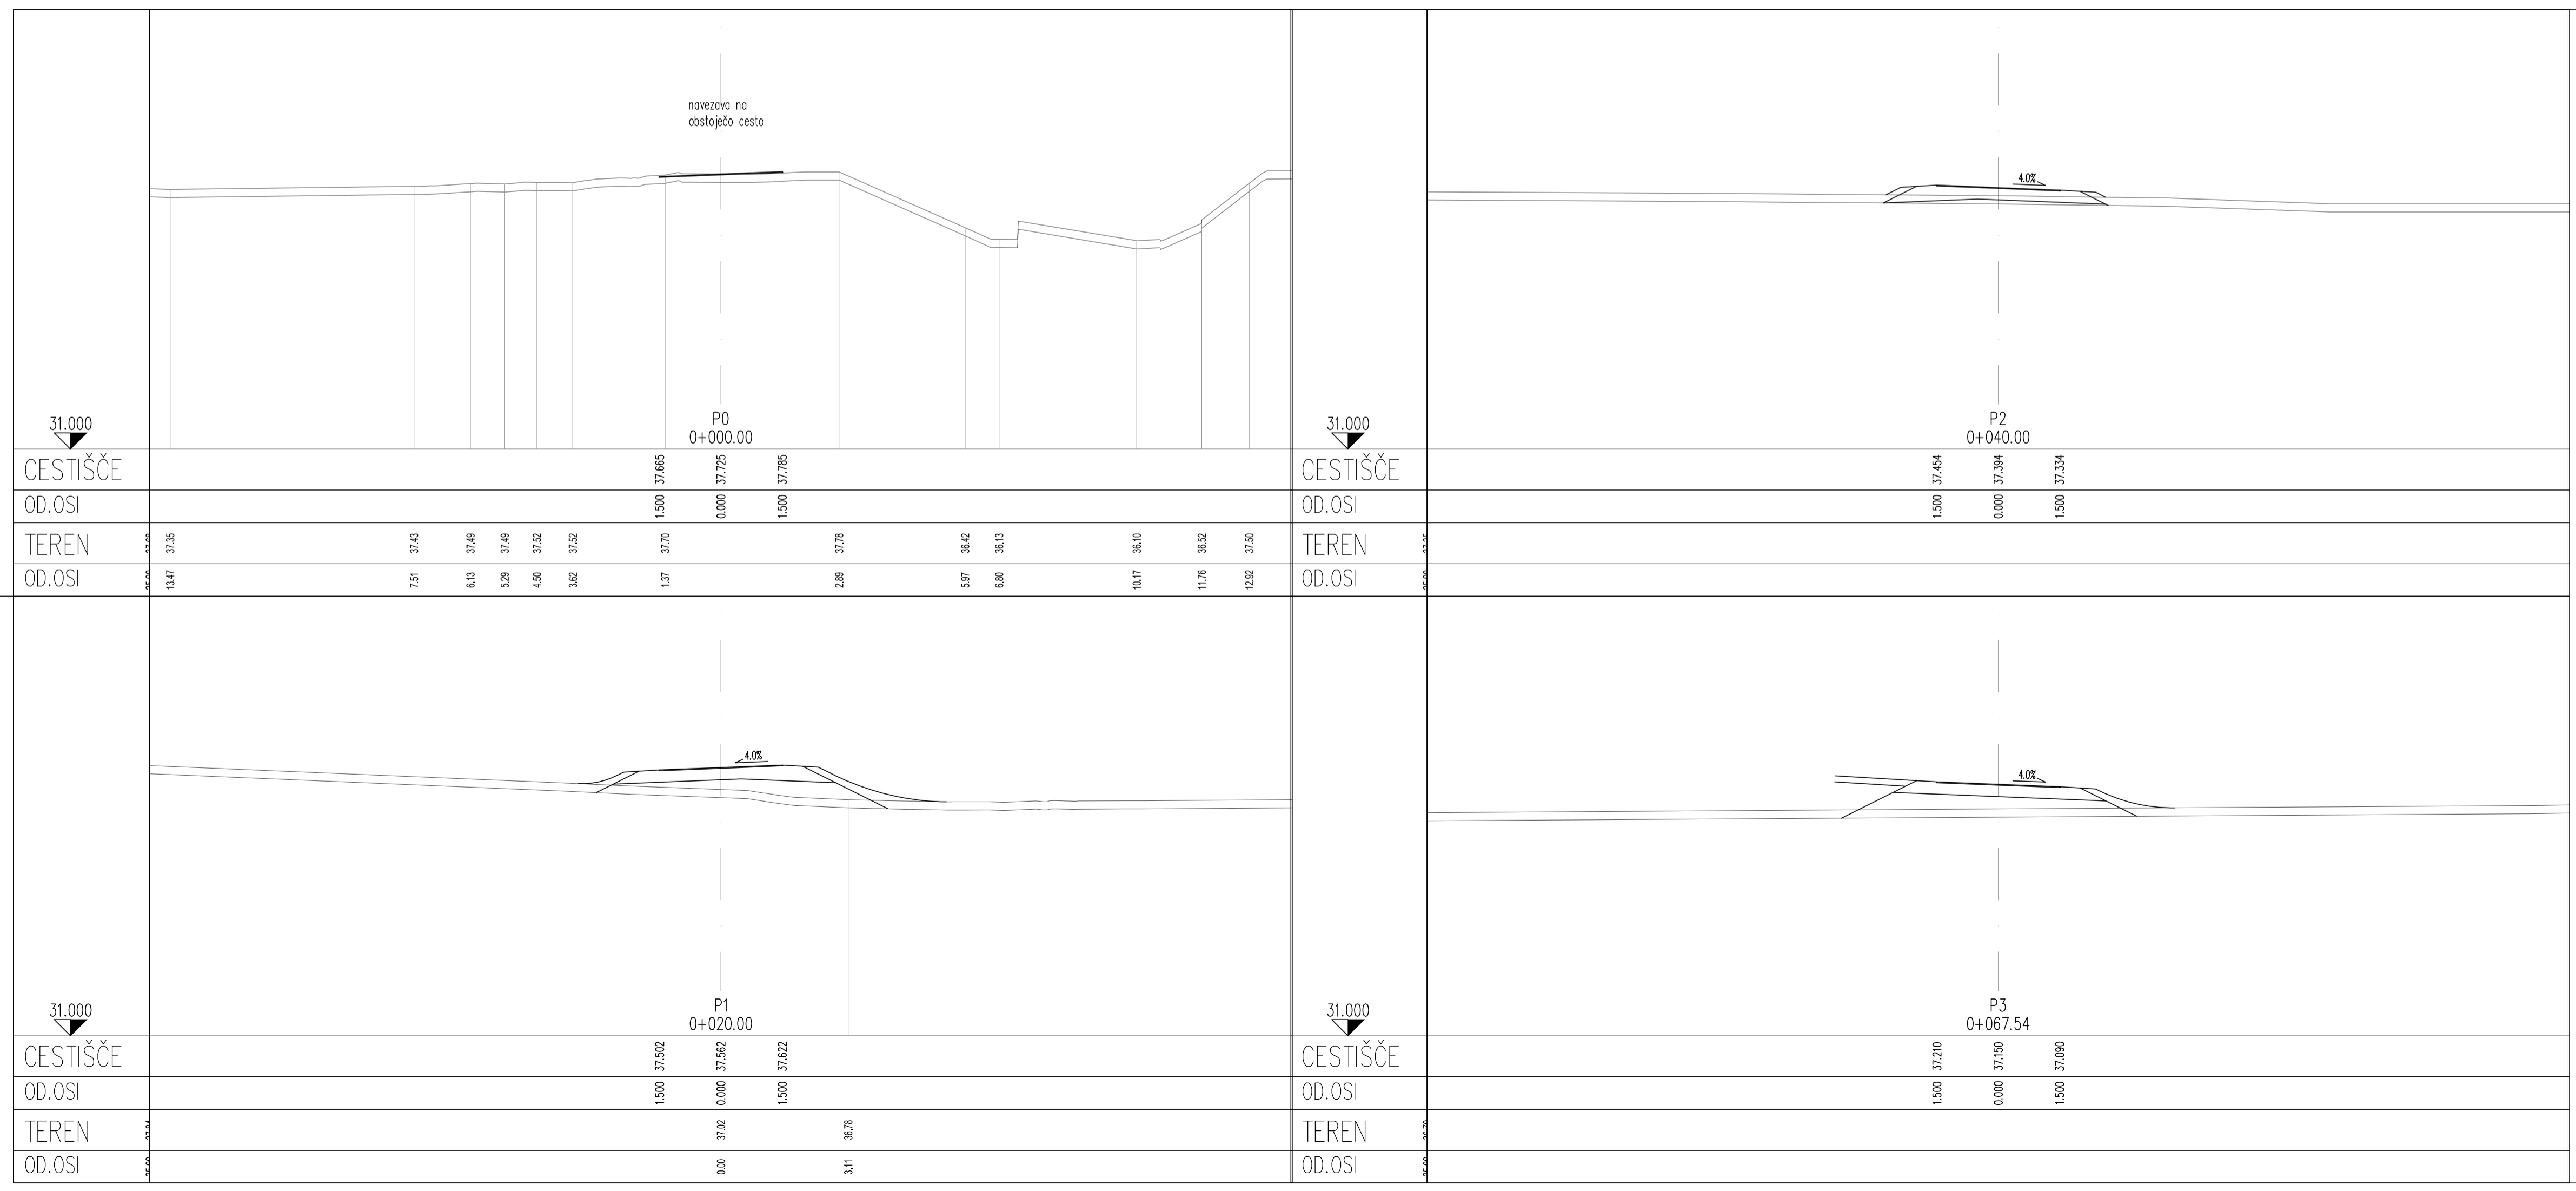 navezava na
obstoječo cesto
P0
0+000.00
31.000
CESTIŠČE 37.665 37.725 37.785
OD.OSI 1.500 0.000 1.500
TEREN 37.35 37.43 37.49 37.49 37.52 37.52 37.70 37.78 36.42 36.13 36.10 36.52 37.50
OD.OSI 13.47 7.51 6.13 5.29 4.50 3.62 1.37 2.89 5.97 6.80 10.17 11.76 12.92
4.0%
P2
0+040.00
31.000
CESTIŠČE 37.454 37.394 37.334
OD.OSI 1.500 0.000 1.500
TEREN
OD.OSI
4.0%
P1
0+020.00
31.000
CESTIŠČE 37.502 37.562 37.622
OD.OSI 1.500 0.000 1.500
TEREN 37.02 36.78
OD.OSI 0.00 3.11
4.0%
P3
0+067.54
31.000
CESTIŠČE 37.210 37.150 37.090
OD.OSI 1.500 0.000 1.500
TEREN
OD.OSI